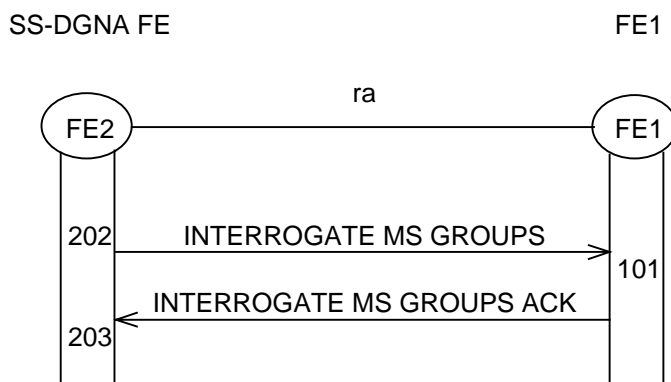 SS-DGNA FE FE1
ra
FE2 FE1
202 INTERROGATE MS GROUPS
101
INTERROGATE MS GROUPS ACK
203